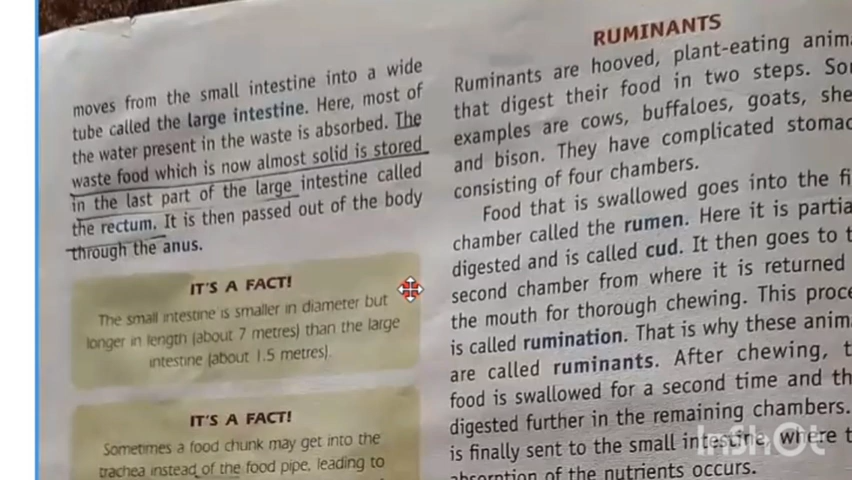 moves from the small intestine into a wide
tube called the large intestine. Here, most of
the water present in the waste is absorbed. The
waste food which is now almost solid is stored
in the last part of the large intestine called
the rectum. It is then passed out of the body
through the anus.
IT'S A FACT!
The small intestine is smaller in diameter but
longer in length (about 7 metres) than the large
intestine (about 1.5 metres).
IT'S A FACT!
Sometimes a food chunk may get into the
trachea instead of the food pipe, leading to
RUMINANTS
Ruminants are hooved, plant-eating
that digest their food in two steps.
examples are cows, buffaloes, goats,
and bison. They have complicated
consisting of four chambers.
Food that is swallowed goes into the
chamber called the rumen. Here it is
digested and is called cud. It then goes to
second chamber from where it is returned
the mouth for thorough chewing. This
is called rumination. That is why these
are called ruminants. After chewing,
food is swallowed for a second time and
digested further in the remaining chambers.
is finally sent to the small intestine, where
absorption of the nutrients occurs.
InShot